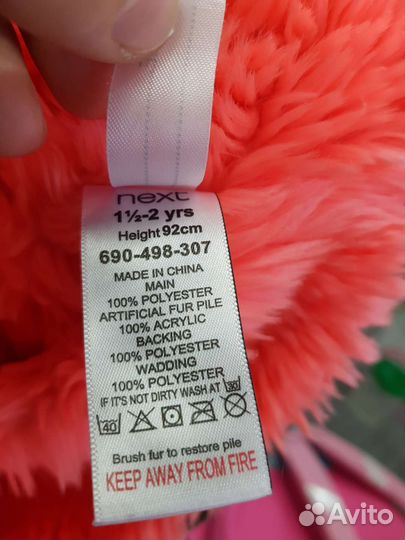 next
1½-2 yrs
Height 92cm
690-498-307
MADE IN CHINA
MAIN
100% POLYESTER
ARTIFICIAL FUR PILE
100% ACRYLIC
BACKING
100% POLYESTER
WADDING
100% POLYESTER
IF IT'S NOT DIRTY WASH AT 30
40
Brush fur to restore pile
KEEP AWAY FROM FIRE
Avito